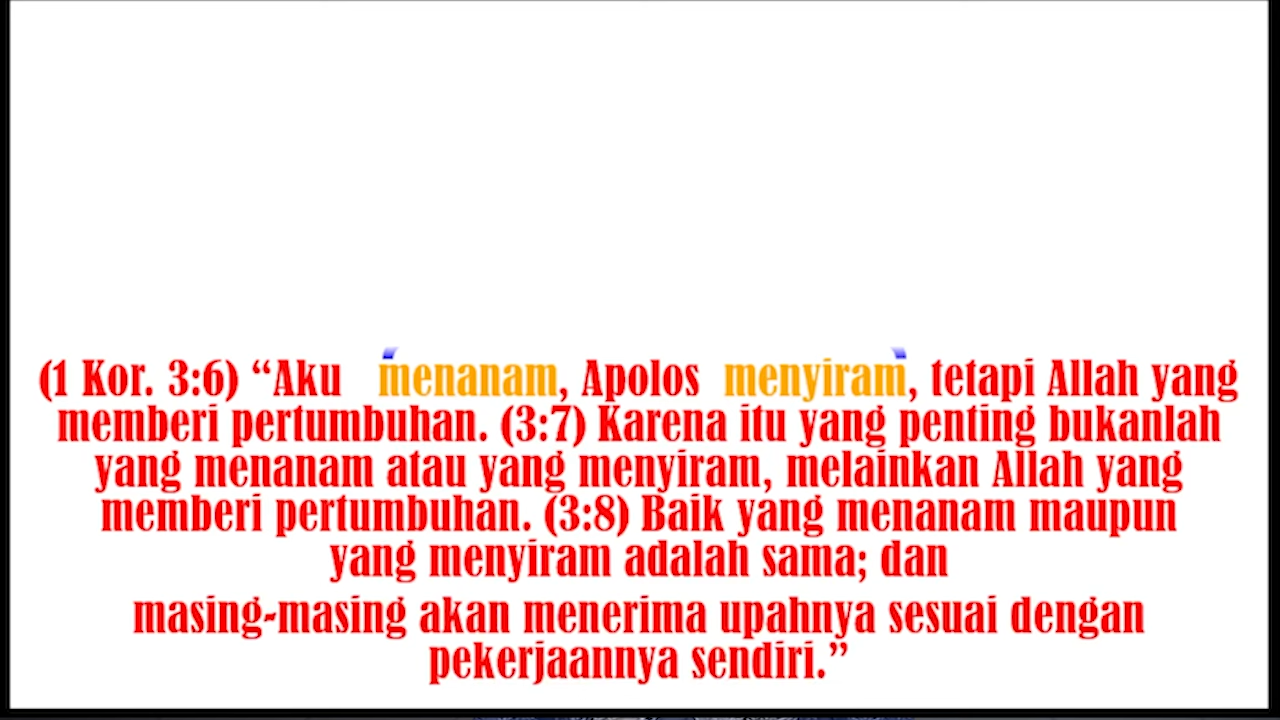 (1 Kor. 3:6) “Aku menanam, Apolos menyiram, tetapi Allah yang
memberi pertumbuhan. (3:7) Karena itu yang penting bukanlah
yang menanam atau yang menyiram, melainkan Allah yang
memberi pertumbuhan. (3:8) Baik yang menanam maupun
yang menyiram adalah sama; dan
masing-masing akan menerima upahnya sesuai dengan
pekerjaannya sendiri.”